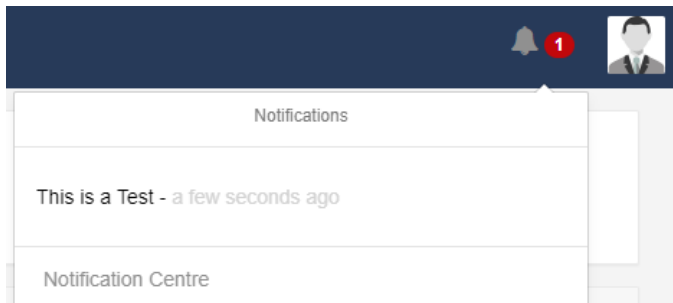 1
Notifications
This is a Test - a few seconds ago
Notification Centre